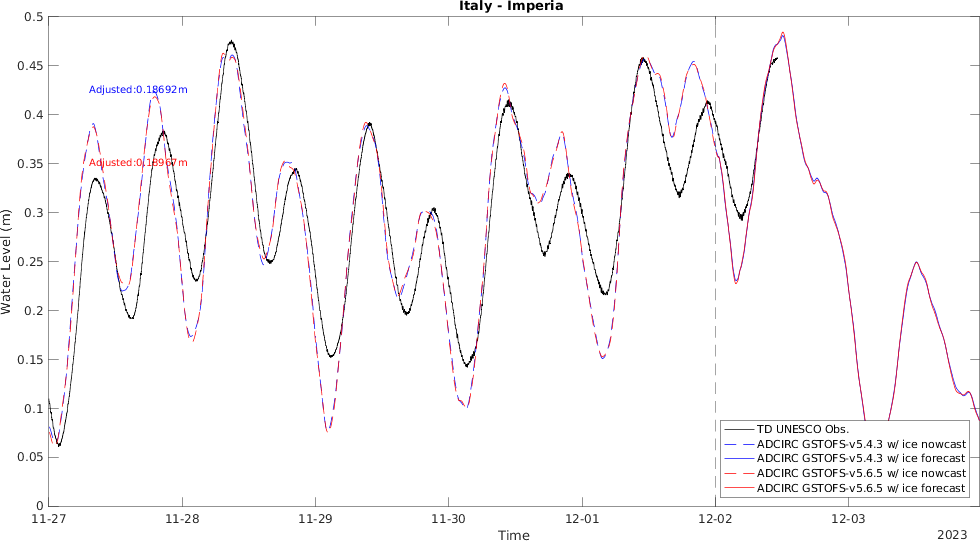 Italy - Imperia
Water Level (m)
0.5
0.45
0.4
0.35
0.3
0.25
0.2
0.15
0.1
0.05
0
Adjusted:0.18692m
Adjusted:0.18967m
TD UNESCO Obs.
ADCIRC GSTOFS-v5.4.3 w/ ice nowcast
ADCIRC GSTOFS-v5.4.3 w/ ice forecast
ADCIRC GSTOFS-v5.6.5 w/ ice nowcast
ADCIRC GSTOFS-v5.6.5 w/ ice forecast
11-27 11-28 11-29 11-30 12-01 12-02 12-03
Time
2023